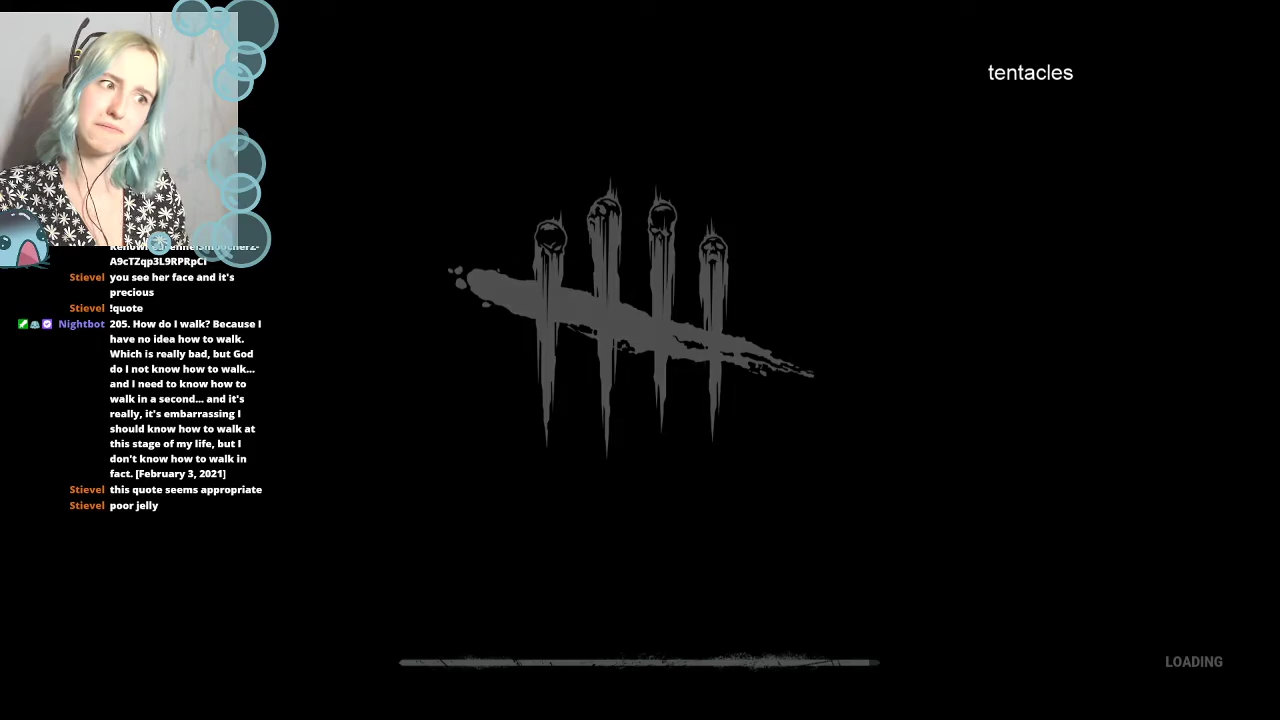 tentacles
A9cTZqp3L9RPRpCI
Stievel you see her face and it's
precious
Stievel !quote
Nightbot 205. How do I walk? Because I
have no idea how to walk.
Which is really bad, but God
do I not know how to walk...
and I need to know how to
walk in a second... and it's
really, it's embarrassing I
should know how to walk at
this stage of my life, but I
don't know how to walk in
fact. [February 3, 2021]
Stievel this quote seems appropriate
Stievel poor jelly
LOADING